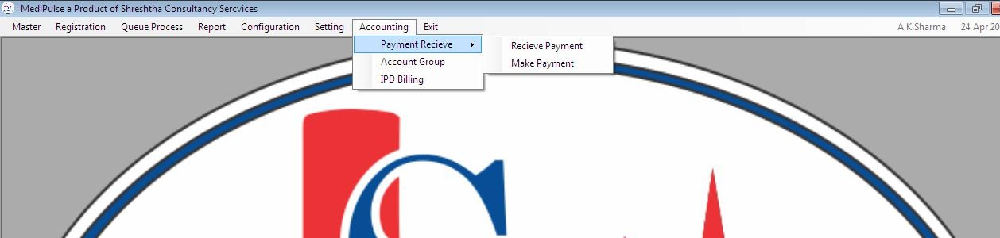 MediPulse a Product of Shreshtha Consultancy Sercvices
Master Registration Queue Process Report Configuration Setting Accounting Exit A K Sharma 24 Apr 20
Payment Recieve Recieve Payment
Account Group Make Payment
IPD Billing